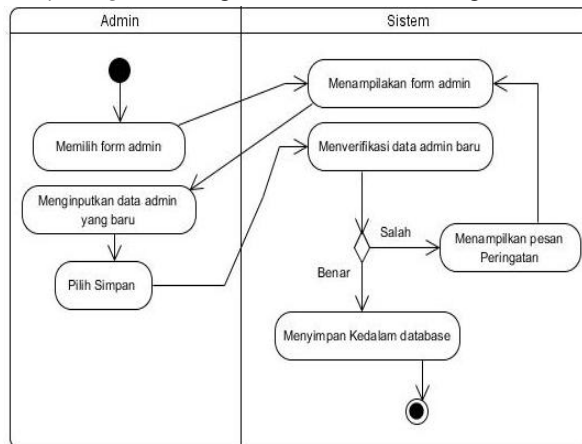 Admin
Sistem
Menampilakan form admin
Memilih form admin
Menverifikasi data admin baru
Menginputkan data admin
yang baru
Salah
Menampilkan pesan
Peringatan
Pilih Simpan
Benar
Menyimpan Kedalam database